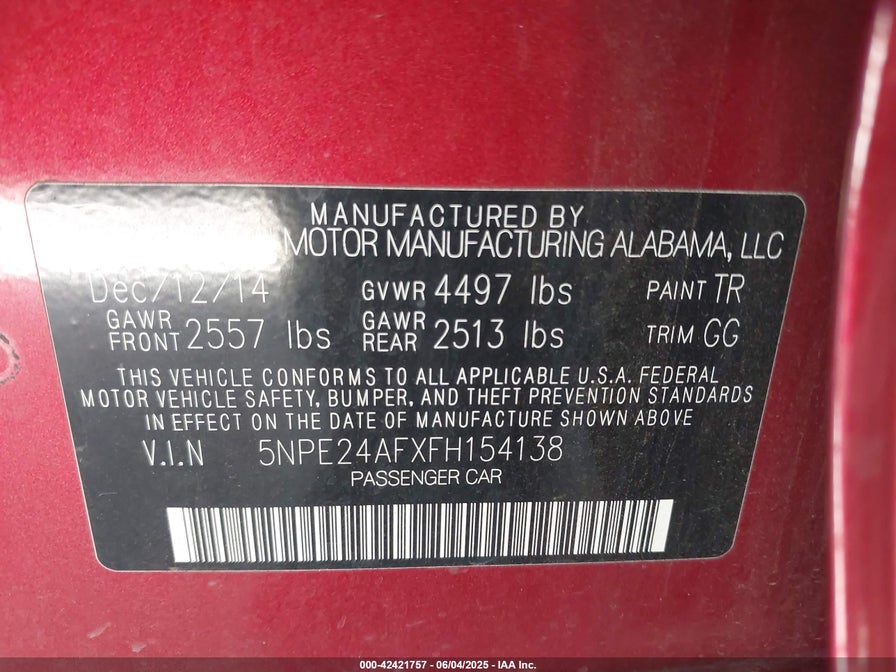 MANUFACTURED BY
MOTOR MANUFACTURING ALABAMA, LLC
Dec/12/14 GVWR 4497 lbs PAINT TR
GAWR FRONT 2557 lbs GAWR REAR 2513 lbs TRIM GG
THIS VEHICLE CONFORMS TO ALL APPLICABLE U.S.A. FEDERAL
MOTOR VEHICLE SAFETY, BUMPER, AND THEFT PREVENTION STANDARDS
IN EFFECT ON THE DATE OF MANUFACTURE SHOWN ABOVE
V.I.N 5NPE24AFXFH154138
PASSENGER CAR
000-42421757 - 06/04/2025 - IAA Inc.